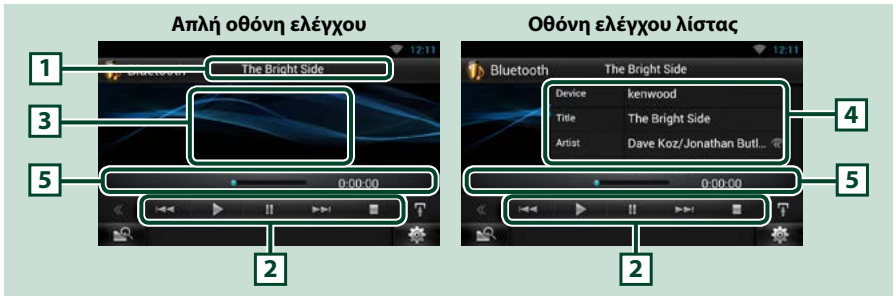 Απλή οθόνη ελέγχου
12:11
Bluetooth The Bright Side
0:00:00
1
3
5
2
Οθόνη ελέγχου λίστας
12:11
Bluetooth The Bright Side
Device kenwood
Title The Bright Side
Artist Dave Koz/Jonathan Butl...
0:00:00
4
5
2